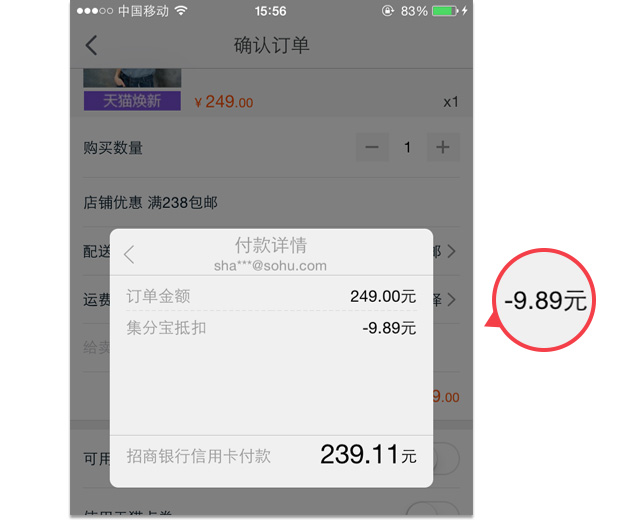 中国移动 15:56 83%
确认订单
天猫焕新 ¥ 249.00 x1
购买数量 1
店铺优惠 满238包邮
配送 邮
付款详情
sha***@sohu.com
运费 择
订单金额 249.00元
集分宝抵扣 -9.89元
-9.89元
给卖
9.00
招商银行信用卡付款 239.11元
可用
使用天猫卡券